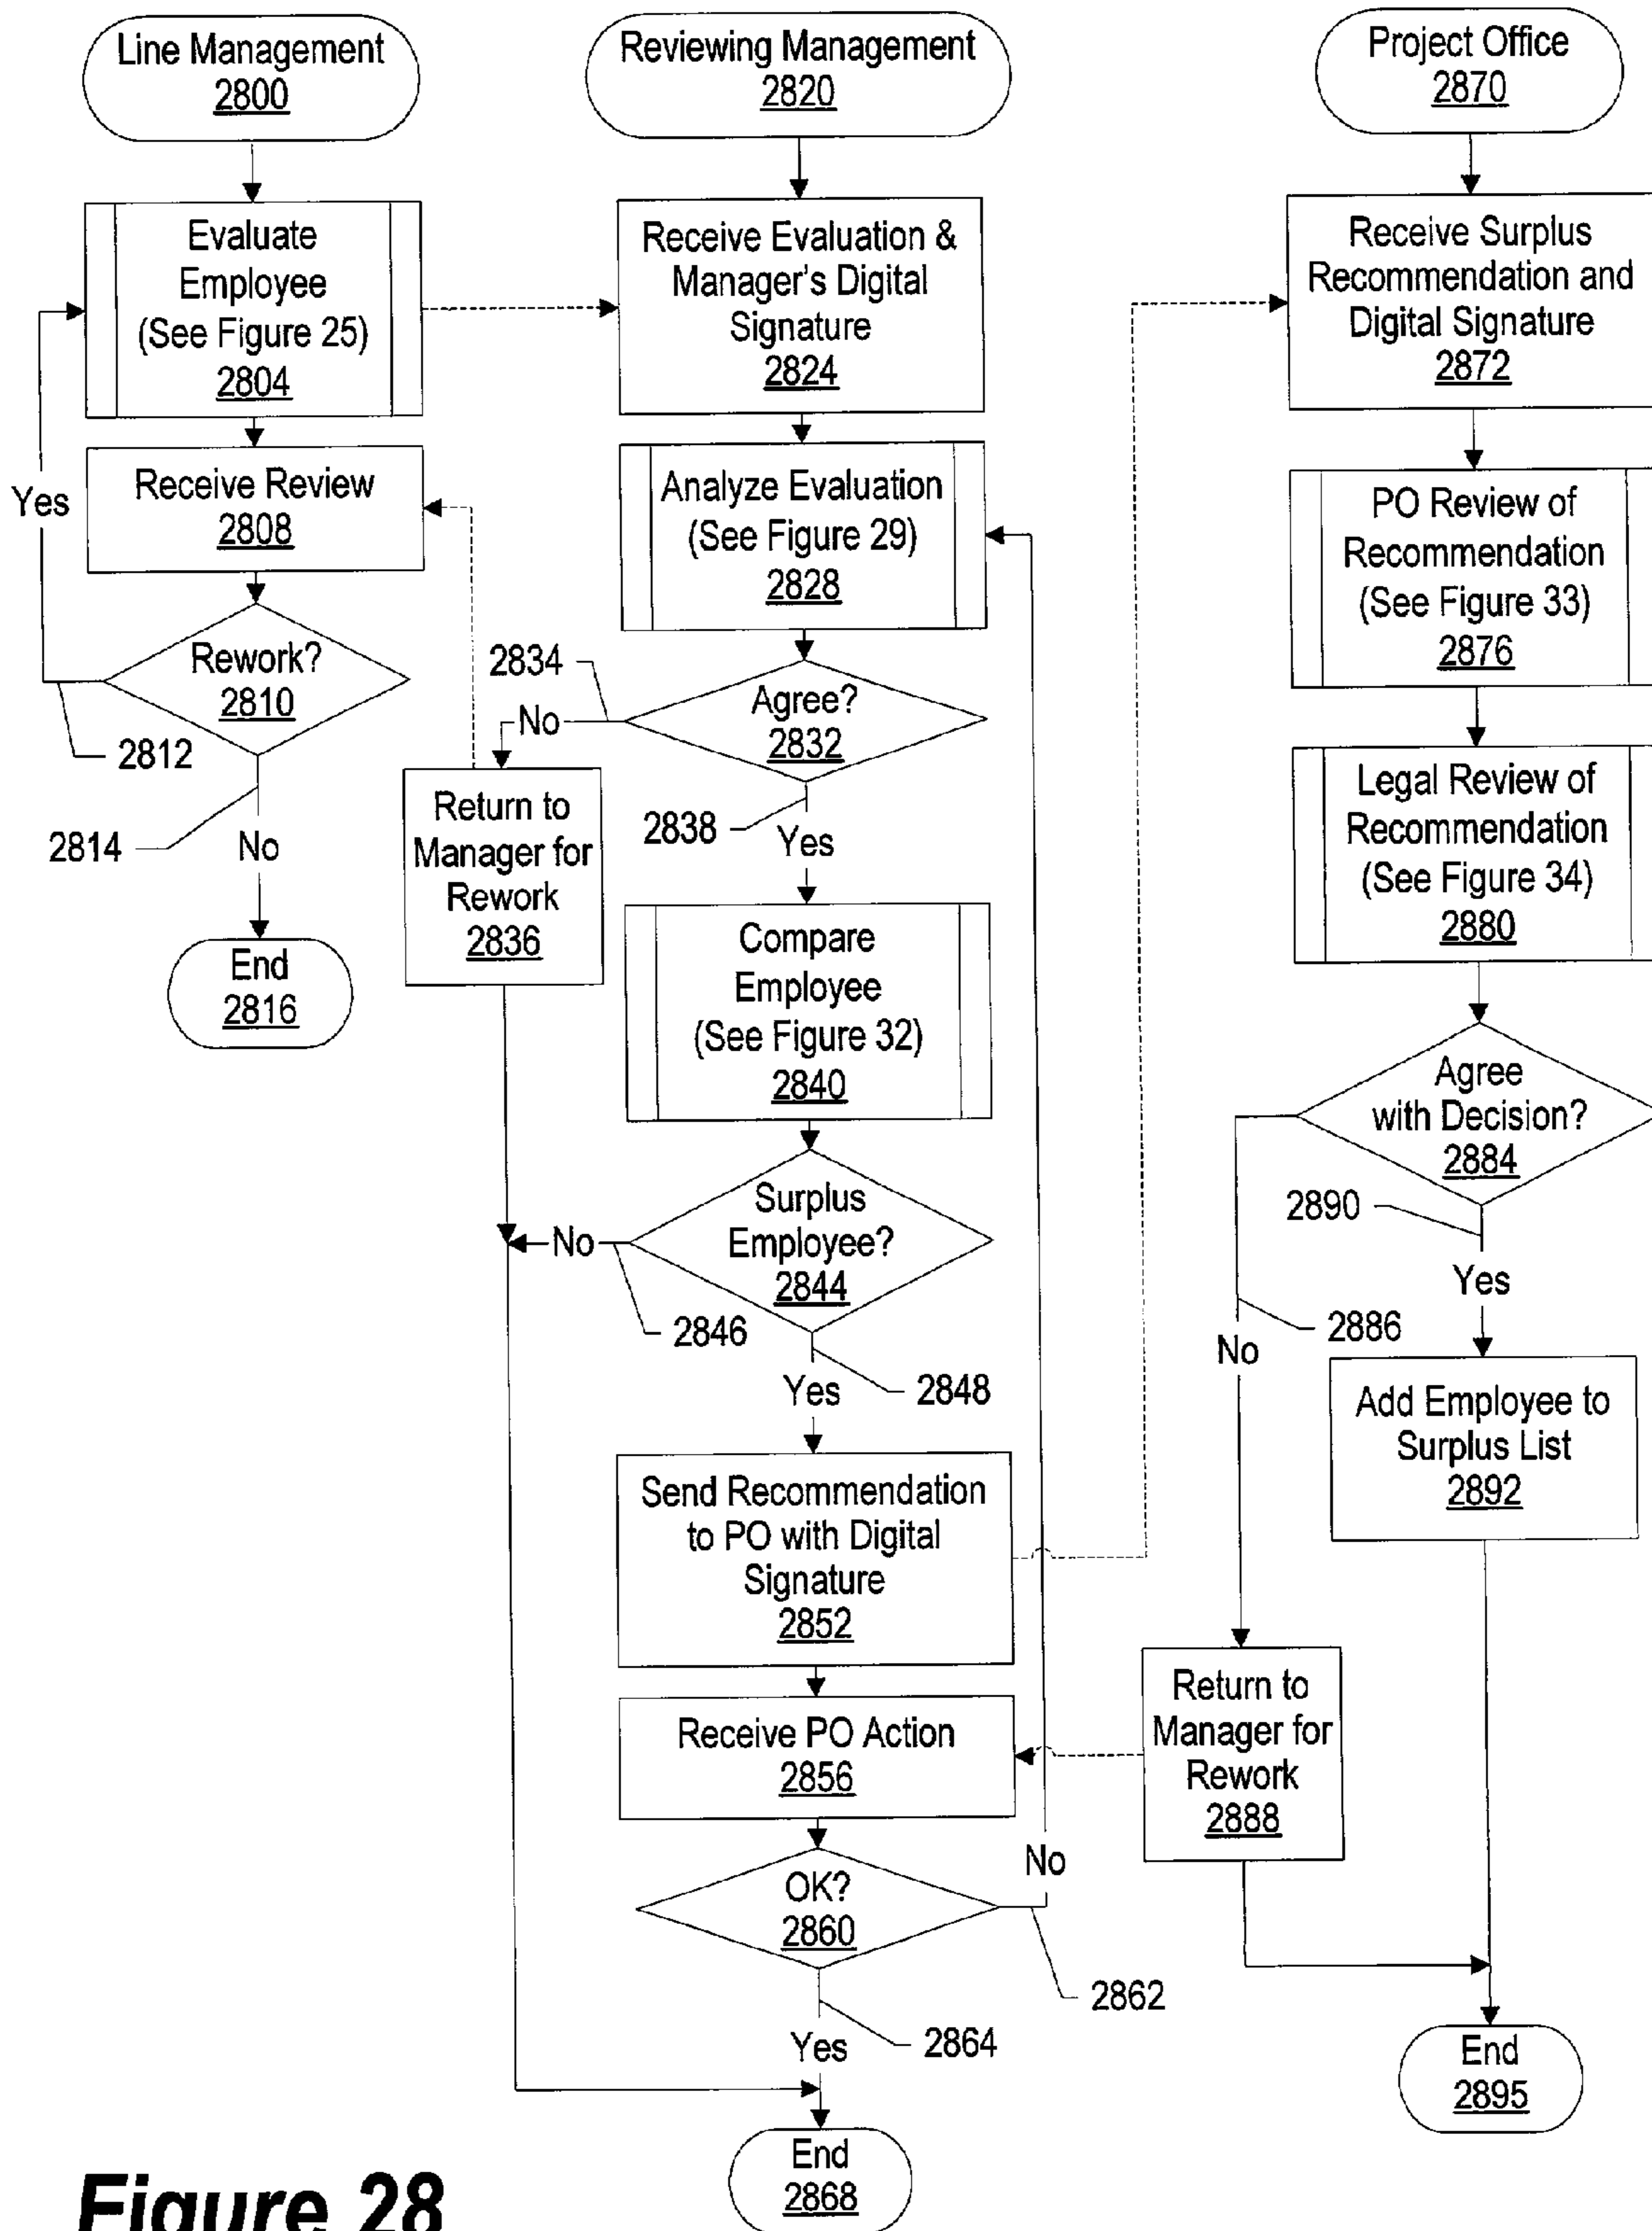 Line Management
2800
Evaluate
Employee
(See Figure 25)
2804
Receive Review
2808
Yes
Rework?
2810
2812
2814
No
End
2816
Reviewing Management
2820
Receive Evaluation &
Manager's Digital
Signature
2824
Analyze Evaluation
(See Figure 29)
2828
2834
No
Agree?
2832
2838
Yes
Return to
Manager for
Rework
2836
Compare
Employee
(See Figure 32)
2840
Surplus
Employee?
2844
No
2846
2848
Yes
Send Recommendation
to PO with Digital
Signature
2852
Receive PO Action
2856
OK?
2860
No
2862
2864
Yes
End
2868
Project Office
2870
Receive Surplus
Recommendation and
Digital Signature
2872
PO Review of
Recommendation
(See Figure 33)
2876
Legal Review of
Recommendation
(See Figure 34)
2880
Agree
with Decision?
2884
2890
Yes
2886
No
Add Employee to
Surplus List
2892
Return to
Manager for
Rework
2888
End
2895
Figure 28